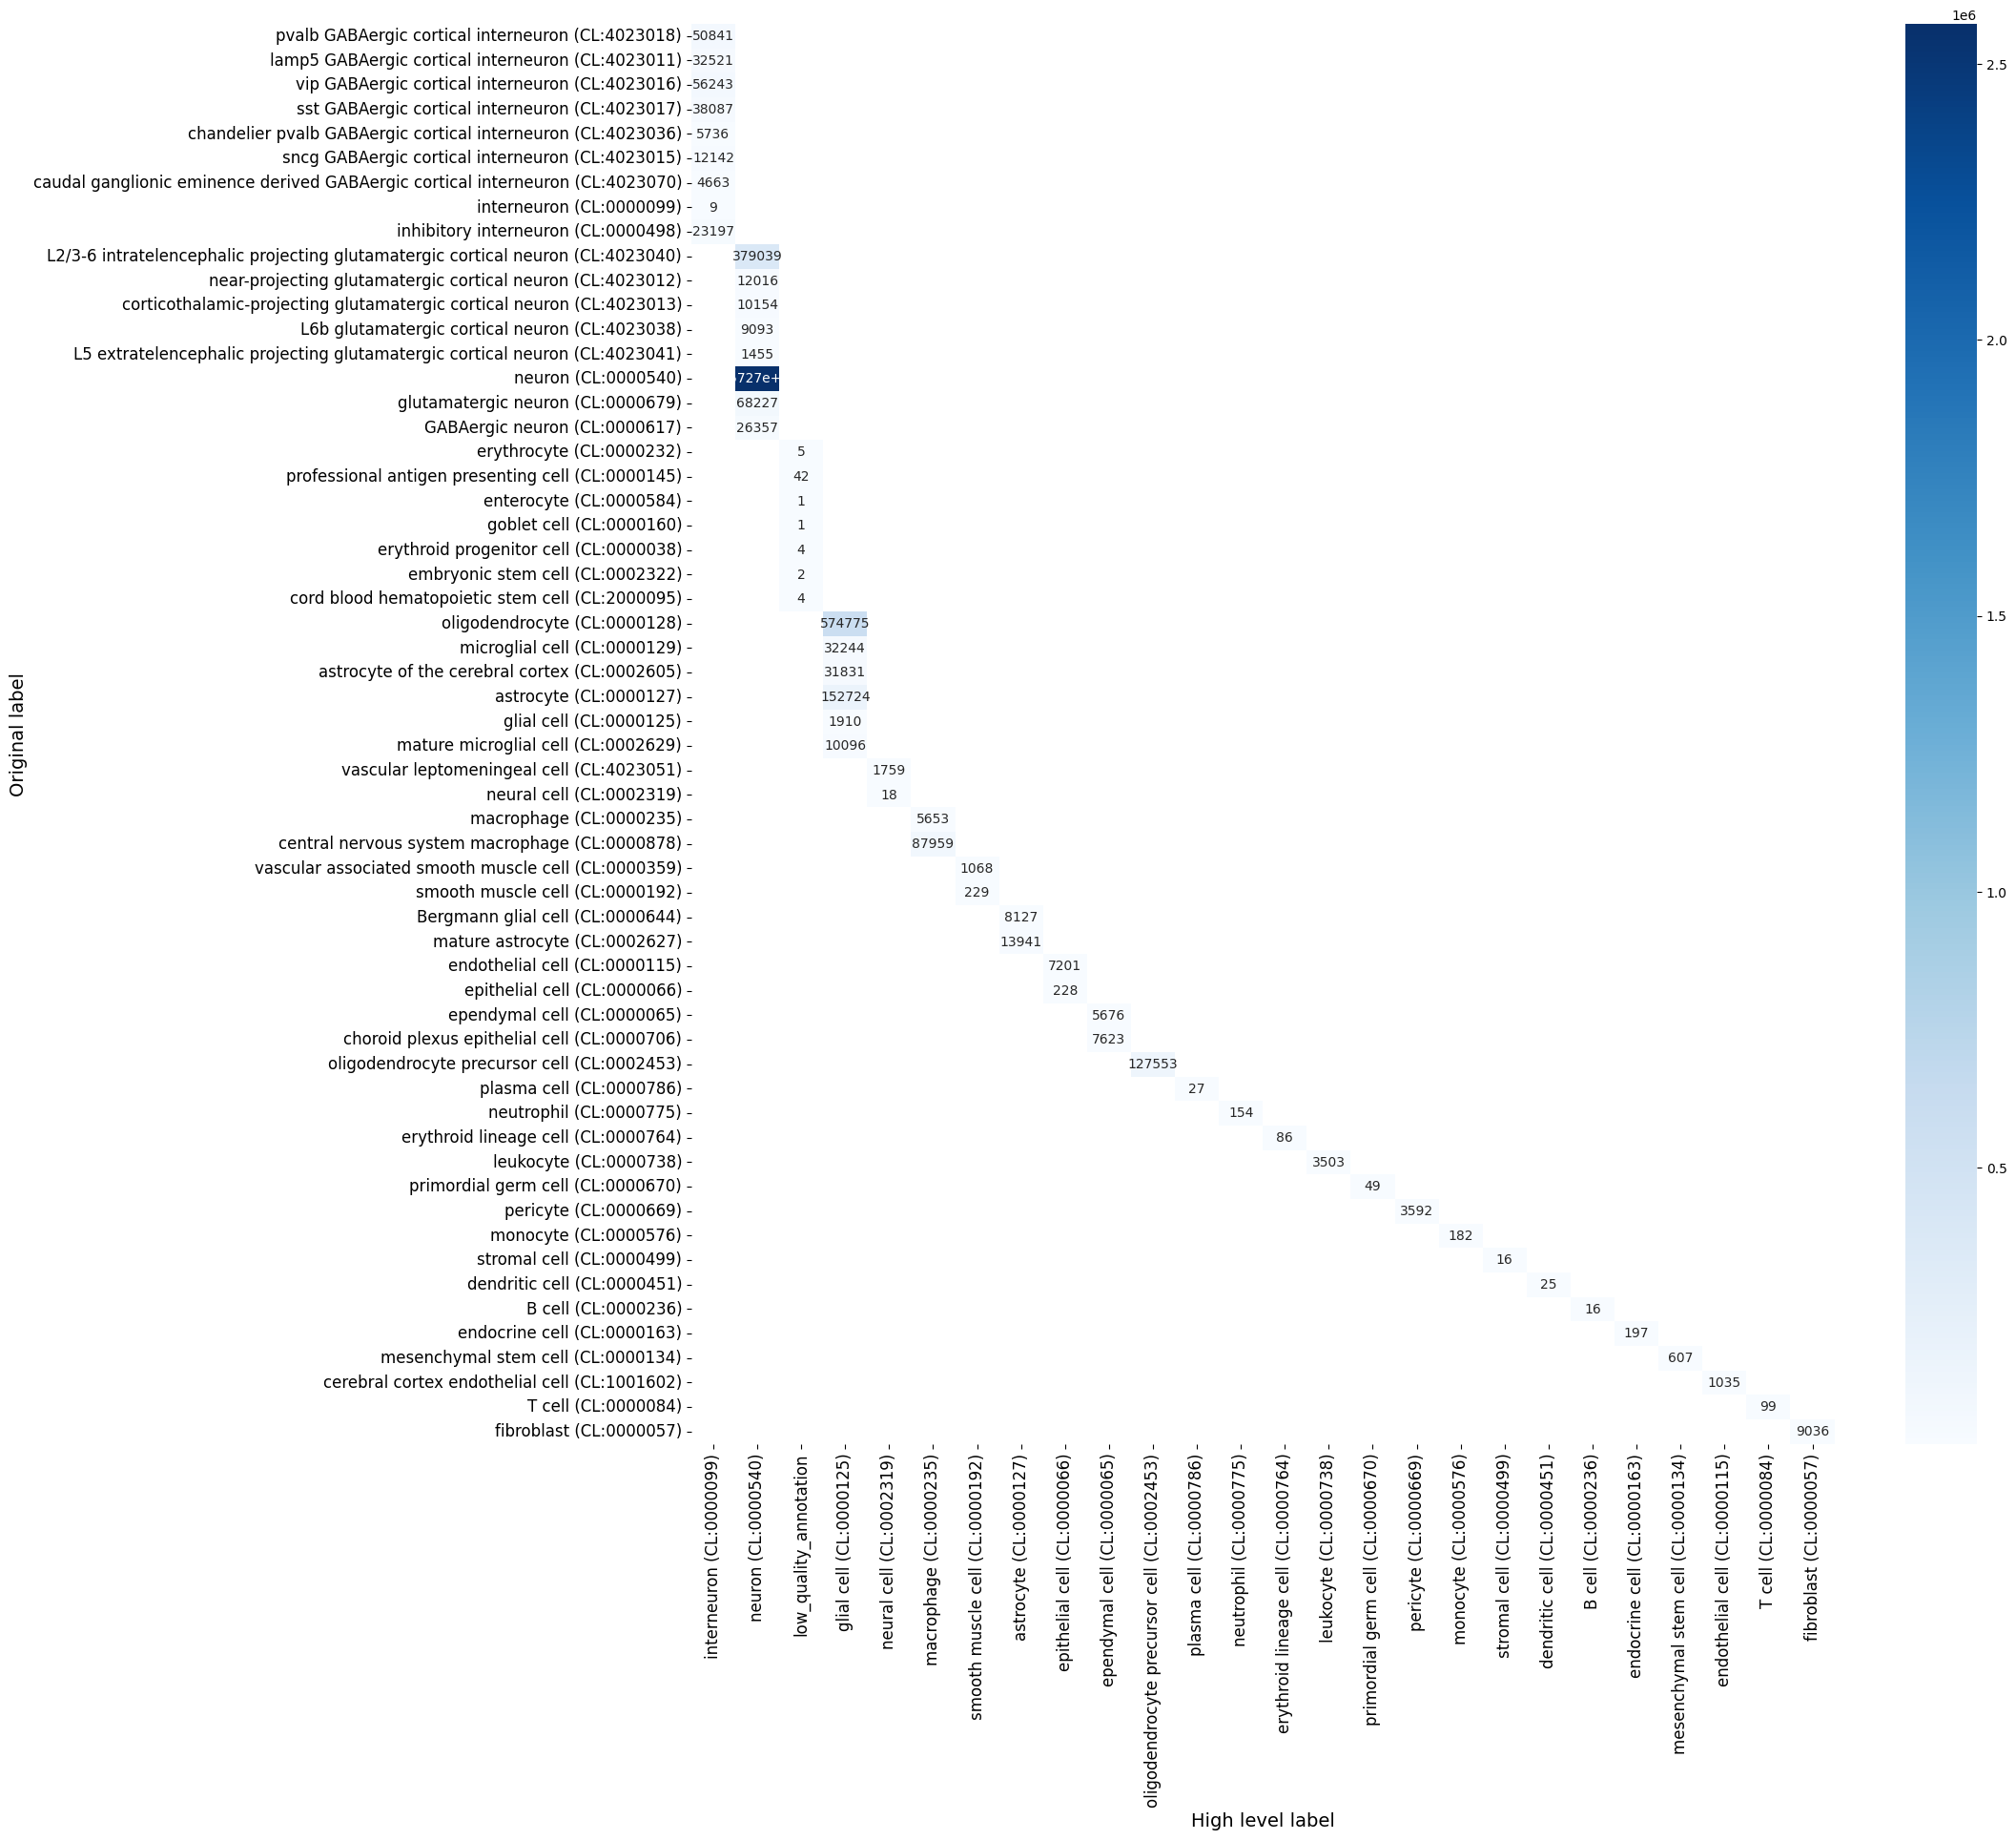 1e6
pvalb GABAergic cortical interneuron (CL:4023018) 50841
lamp5 GABAergic cortical interneuron (CL:4023011) 32521
vip GABAergic cortical interneuron (CL:4023016) 56243
sst GABAergic cortical interneuron (CL:4023017) 38087
chandelier pvalb GABAergic cortical interneuron (CL:4023036) 5736
sncg GABAergic cortical interneuron (CL:4023015) 12142
caudal ganglionic eminence derived GABAergic cortical interneuron (CL:4023070) 4663
interneuron (CL:0000099) 9
inhibitory interneuron (CL:0000498) 23197
L2/3-6 intratelencephalic projecting glutamatergic cortical neuron (CL:4023040) 379039
near-projecting glutamatergic cortical neuron (CL:4023012) 12016
corticothalamic-projecting glutamatergic cortical neuron (CL:4023013) 10154
L6b glutamatergic cortical neuron (CL:4023038) 9093
L5 extratelencephalic projecting glutamatergic cortical neuron (CL:4023041) 1455
neuron (CL:0000540) 727e+
glutamatergic neuron (CL:0000679) 68227
GABAergic neuron (CL:0000617) 26357
erythrocyte (CL:0000232) 5
professional antigen presenting cell (CL:0000145) 42
enterocyte (CL:0000584) 1
goblet cell (CL:0000160) 1
erythroid progenitor cell (CL:0000038) 4
embryonic stem cell (CL:0002322) 2
cord blood hematopoietic stem cell (CL:2000095) 4
oligodendrocyte (CL:0000128) 574775
microglial cell (CL:0000129) 32244
astrocyte of the cerebral cortex (CL:0002605) 31831
astrocyte (CL:0000127) 152724
glial cell (CL:0000125) 1910
mature microglial cell (CL:0002629) 10096
vascular leptomeningeal cell (CL:4023051) 1759
neural cell (CL:0002319) 18
macrophage (CL:0000235) 5653
central nervous system macrophage (CL:0000878) 87959
vascular associated smooth muscle cell (CL:0000359) 1068
smooth muscle cell (CL:0000192) 229
Bergmann glial cell (CL:0000644) 8127
mature astrocyte (CL:0002627) 13941
endothelial cell (CL:0000115) 7201
epithelial cell (CL:0000066) 228
ependymal cell (CL:0000065) 5676
choroid plexus epithelial cell (CL:0000706) 7623
oligodendrocyte precursor cell (CL:0002453) 127553
plasma cell (CL:0000786) 27
neutrophil (CL:0000775) 154
erythroid lineage cell (CL:0000764) 86
leukocyte (CL:0000738) 3503
primordial germ cell (CL:0000670) 49
pericyte (CL:0000669) 3592
monocyte (CL:0000576) 182
stromal cell (CL:0000499) 16
dendritic cell (CL:0000451) 25
B cell (CL:0000236) 16
endocrine cell (CL:0000163) 197
mesenchymal stem cell (CL:0000134) 607
cerebral cortex endothelial cell (CL:1001602) 1035
T cell (CL:0000084) 99
fibroblast (CL:0000057) 9036
Original label
interneuron (CL:0000099)
neuron (CL:0000540)
low_quality_annotation
glial cell (CL:0000125)
neural cell (CL:0002319)
macrophage (CL:0000235)
smooth muscle cell (CL:0000192)
astrocyte (CL:0000127)
epithelial cell (CL:0000066)
ependymal cell (CL:0000065)
oligodendrocyte precursor cell (CL:0002453)
plasma cell (CL:0000786)
neutrophil (CL:0000775)
erythroid lineage cell (CL:0000764)
leukocyte (CL:0000738)
primordial germ cell (CL:0000670)
pericyte (CL:0000669)
monocyte (CL:0000576)
stromal cell (CL:0000499)
dendritic cell (CL:0000451)
B cell (CL:0000236)
endocrine cell (CL:0000163)
mesenchymal stem cell (CL:0000134)
endothelial cell (CL:0000115)
T cell (CL:0000084)
fibroblast (CL:0000057)
High level label
2.5
2.0
1.5
1.0
0.5